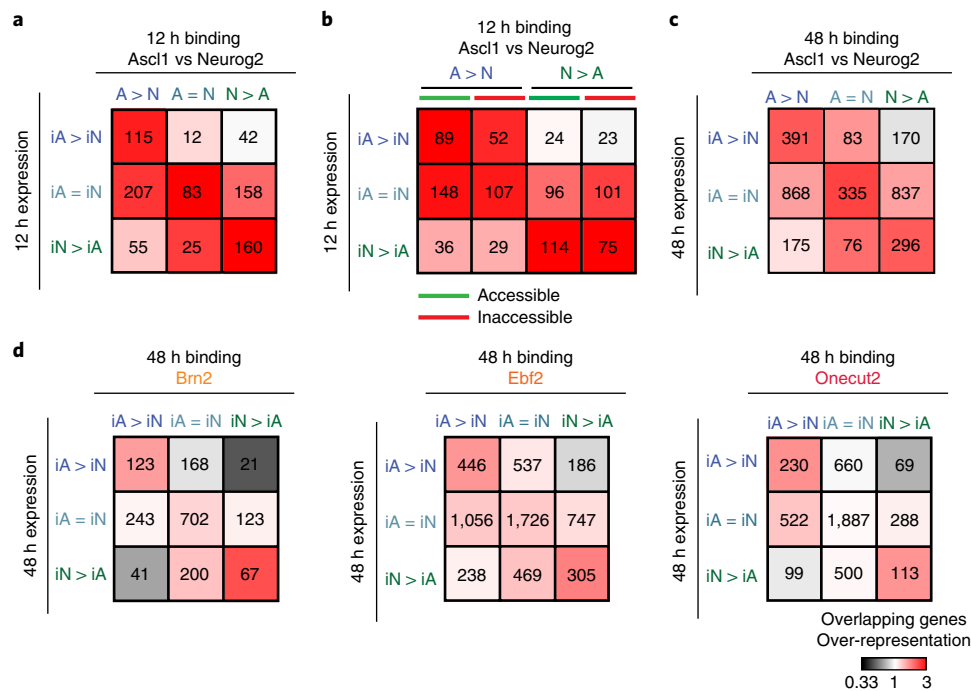 a
12 h binding
Ascl1 vs Neurog2
A > N A = N N > A
12 h expression
iA > iN 115 12 42
iA = iN 207 83 158
iN > iA 55 25 160
b
12 h binding
Ascl1 vs Neurog2
A > N N > A
12 h expression
iA > iN 89 52 24 23
iA = iN 148 107 96 101
iN > iA 36 29 114 75
Accessible
Inaccessible
c
48 h binding
Ascl1 vs Neurog2
A > N A = N N > A
48 h expression
iA > iN 391 83 170
iA = iN 868 335 837
iN > iA 175 76 296
d
48 h binding
Brn2
iA > iN iA = iN iN > iA
48 h expression
iA > iN 123 168 21
iA = iN 243 702 123
iN > iA 41 200 67
48 h binding
Ebf2
iA > iN iA = iN iN > iA
48 h expression
iA > iN 446 537 186
iA = iN 1,056 1,726 747
iN > iA 238 469 305
48 h binding
Onecut2
iA > iN iA = iN iN > iA
48 h expression
iA > iN 230 660 69
iA = iN 522 1,887 288
iN > iA 99 500 113
Overlapping genes
Over-representation
0.33 1 3